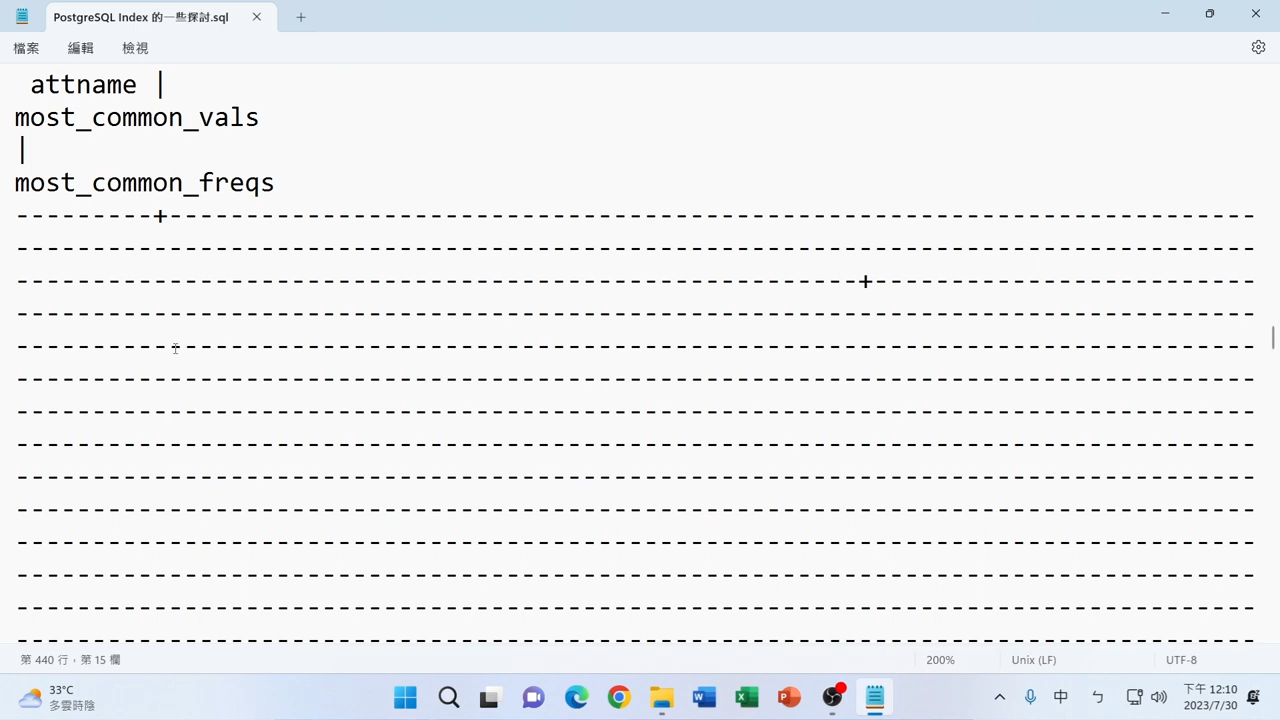 PostgreSQL Index 的一些探討.sql
檔案 編輯 檢視
attname |
most_common_vals
|
most_common_freqs
---------+-----------------------------------------------------------------------
---------------------------------------------------------------------------------
-------------------------------------------------------+-------------------------
---------------------------------------------------------------------------------
---------------------------------------------------------------------------------
---------------------------------------------------------------------------------
---------------------------------------------------------------------------------
---------------------------------------------------------------------------------
---------------------------------------------------------------------------------
---------------------------------------------------------------------------------
---------------------------------------------------------------------------------
---------------------------------------------------------------------------------
---------------------------------------------------------------------------------
---------------------------------------------------------------------------------
第 440 行,第 15 欄 200% Unix (LF) UTF-8
33°C
多雲時陰
中
下午 12:10
2023/7/30